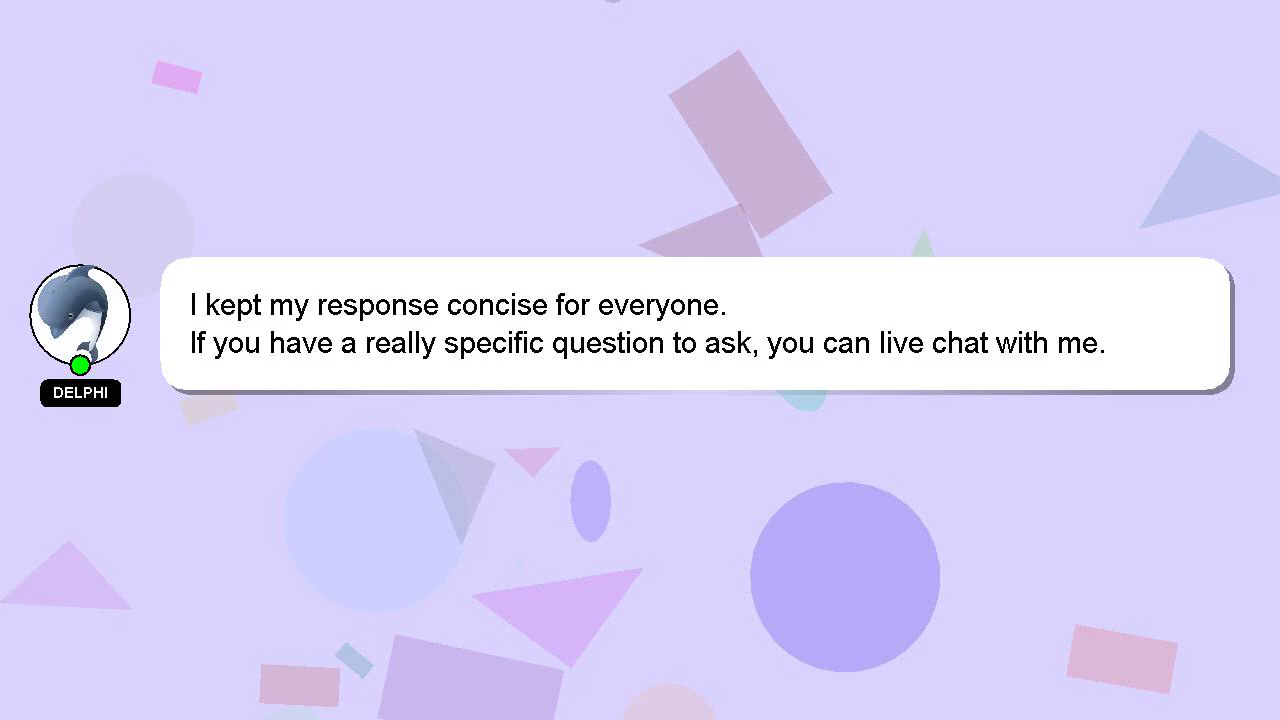 I kept my response concise for everyone.
If you have a really specific question to ask, you can live chat with me.
DELPHI